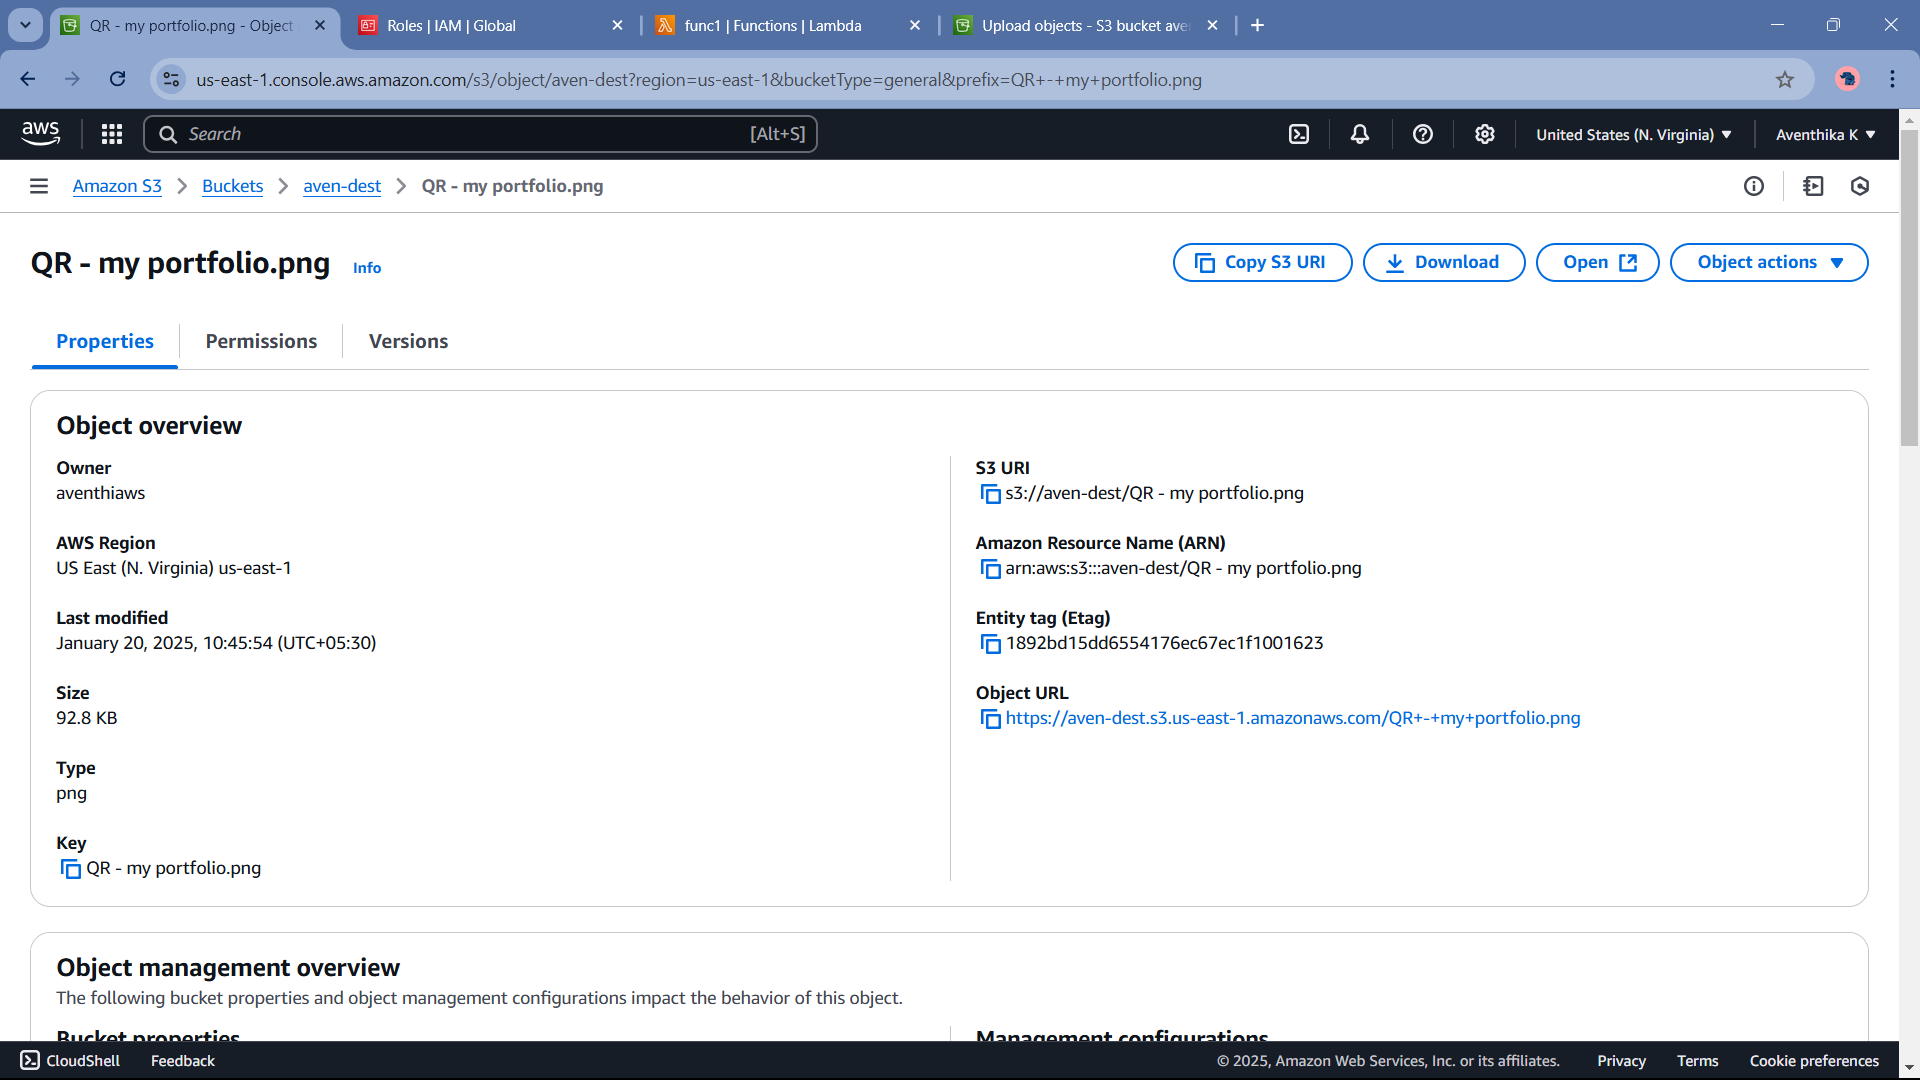 QR - my portfolio.png - Object
Roles | IAM | Global
func1 | Functions | Lambda
Upload objects - S3 bucket ave
us-east-1.console.aws.amazon.com/s3/object/aven-dest?region=us-east-1&bucketType=general&prefix=QR+-+my+portfolio.png
aws
Search
[Alt+S]
United States (N. Virginia)
Aventhika K
Amazon S3
Buckets
aven-dest
QR - my portfolio.png
QR - my portfolio.png
Info
Copy S3 URI
Download
Open
Object actions
Properties
Permissions
Versions
Object overview
Owner
aventhiaws
AWS Region
US East (N. Virginia) us-east-1
Last modified
January 20, 2025, 10:45:54 (UTC+05:30)
Size
92.8 KB
Type
png
Key
QR - my portfolio.png
S3 URI
s3://aven-dest/QR - my portfolio.png
Amazon Resource Name (ARN)
arn:aws:s3:::aven-dest/QR - my portfolio.png
Entity tag (Etag)
1892bd15dd6554176ec67ec1f1001623
Object URL
https://aven-dest.s3.us-east-1.amazonaws.com/QR+-+my+portfolio.png
Object management overview
The following bucket properties and object management configurations impact the behavior of this object.
Bucket properties
Management configurations
CloudShell
Feedback
© 2025, Amazon Web Services, Inc. or its affiliates.
Privacy
Terms
Cookie preferences